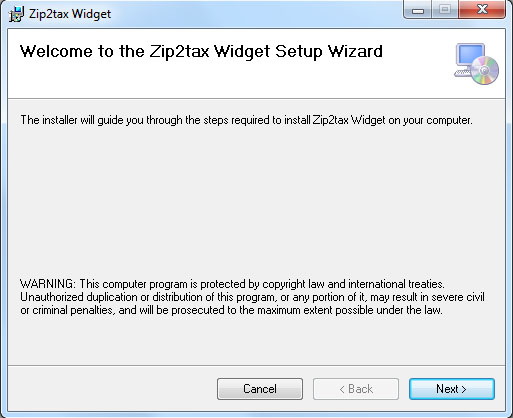 Zip2tax Widget
Welcome to the Zip2tax Widget Setup Wizard
The installer will guide you through the steps required to install Zip2tax Widget on your computer.
WARNING: This computer program is protected by copyright law and international treaties.
Unauthorized duplication or distribution of this program, or any portion of it, may result in severe civil
or criminal penalties, and will be prosecuted to the maximum extent possible under the law.
Cancel
< Back
Next >